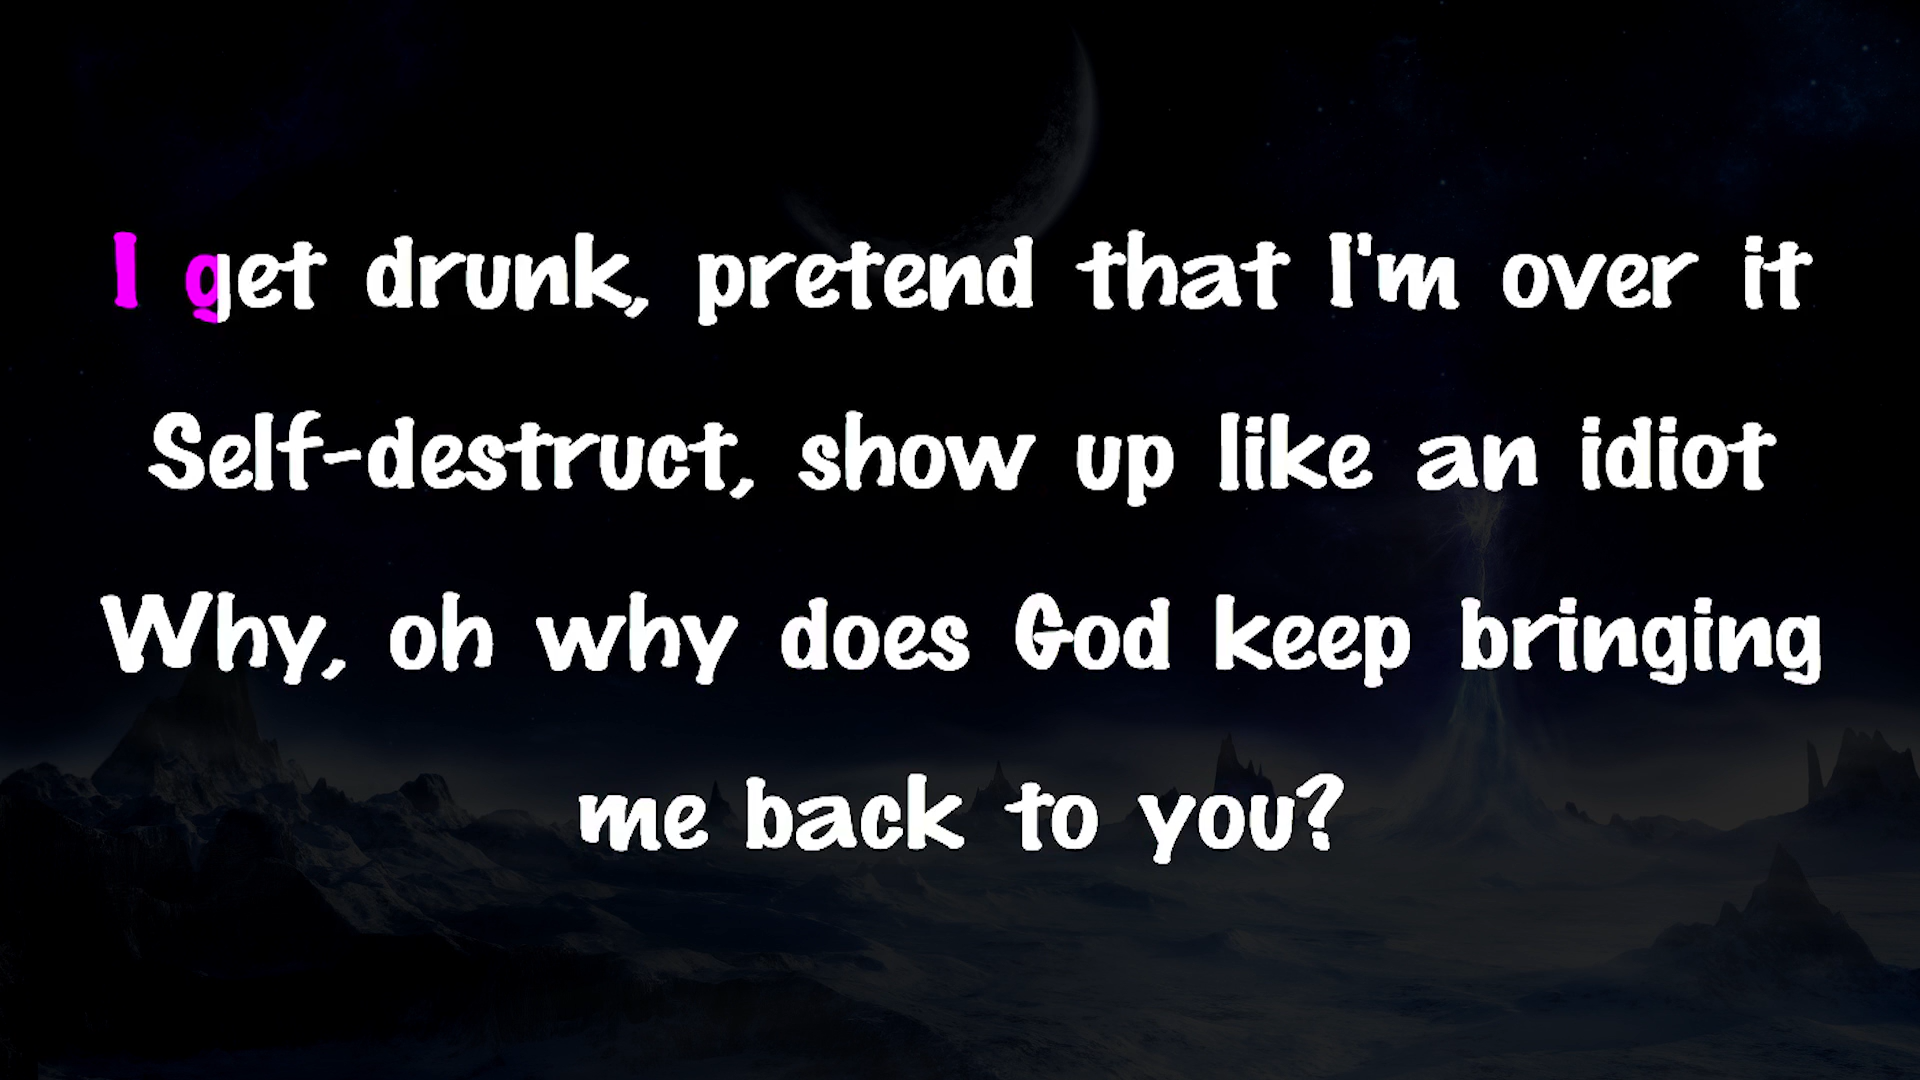 I get drunk, pretend that I'm over it
Self-destruct, show up like an idiot
Why, oh why does God keep bringing
me back to you?